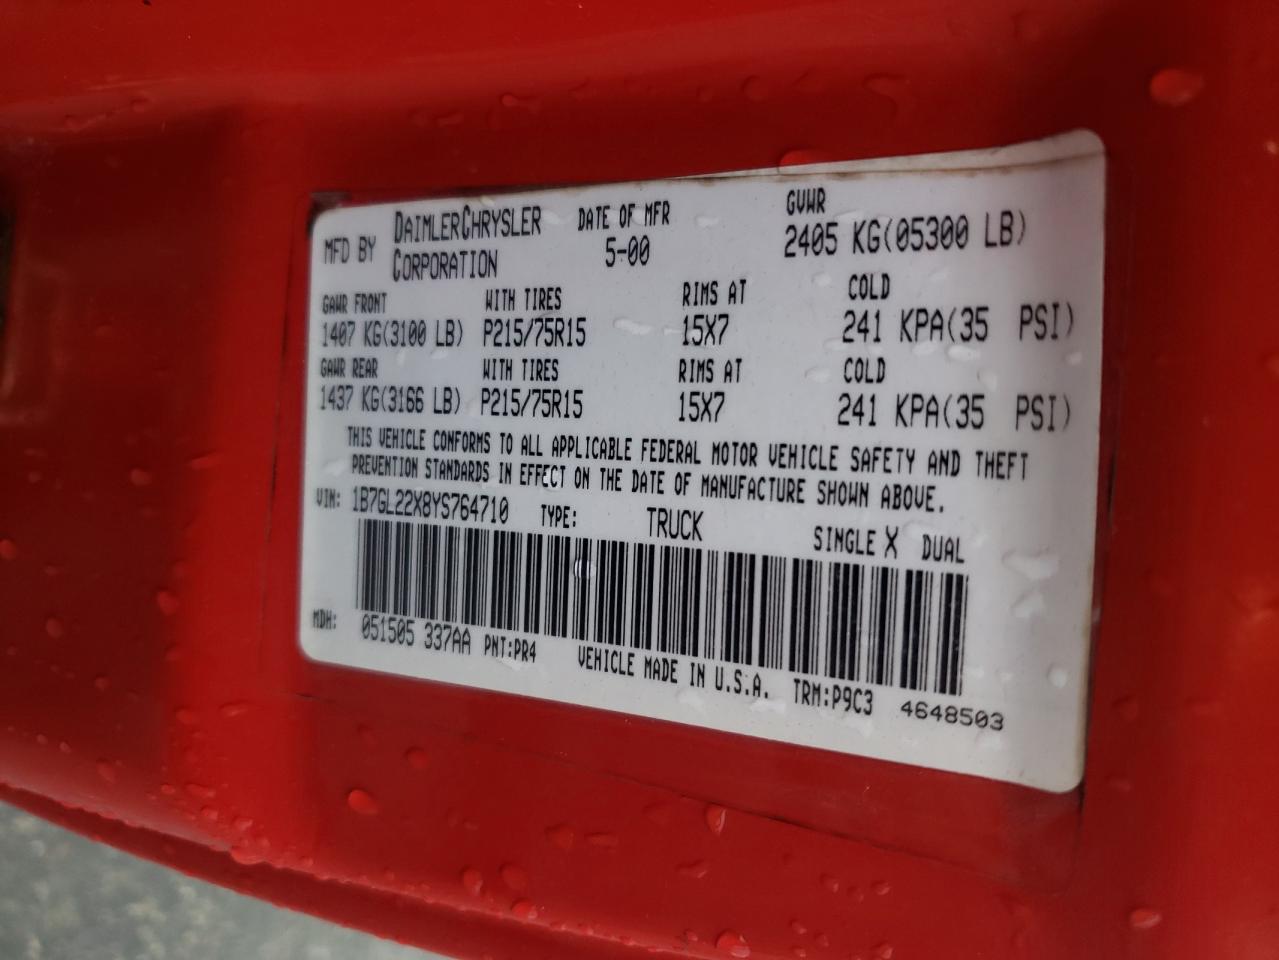 MFD BY DAIMLERCHRYSLER CORPORATION DATE OF MFR 5-00 GVWR 2405 KG(05300 LB)
GAWR FRONT WITH TIRES RIMS AT COLD
1407 KG(3100 LB) P215/75R15 15X7 241 KPA(35 PSI)
GAWR REAR WITH TIRES RIMS AT COLD
1437 KG(3166 LB) P215/75R15 15X7 241 KPA(35 PSI)
THIS VEHICLE CONFORMS TO ALL APPLICABLE FEDERAL MOTOR VEHICLE SAFETY AND THEFT
PREVENTION STANDARDS IN EFFECT ON THE DATE OF MANUFACTURE SHOWN ABOVE.
VIN: 1B7GL22X8YS764710 TYPE: TRUCK SINGLE X DUAL
MDH: 051505 337AA PNT:PR4 VEHICLE MADE IN U.S.A. TRM:P9C3 4648503